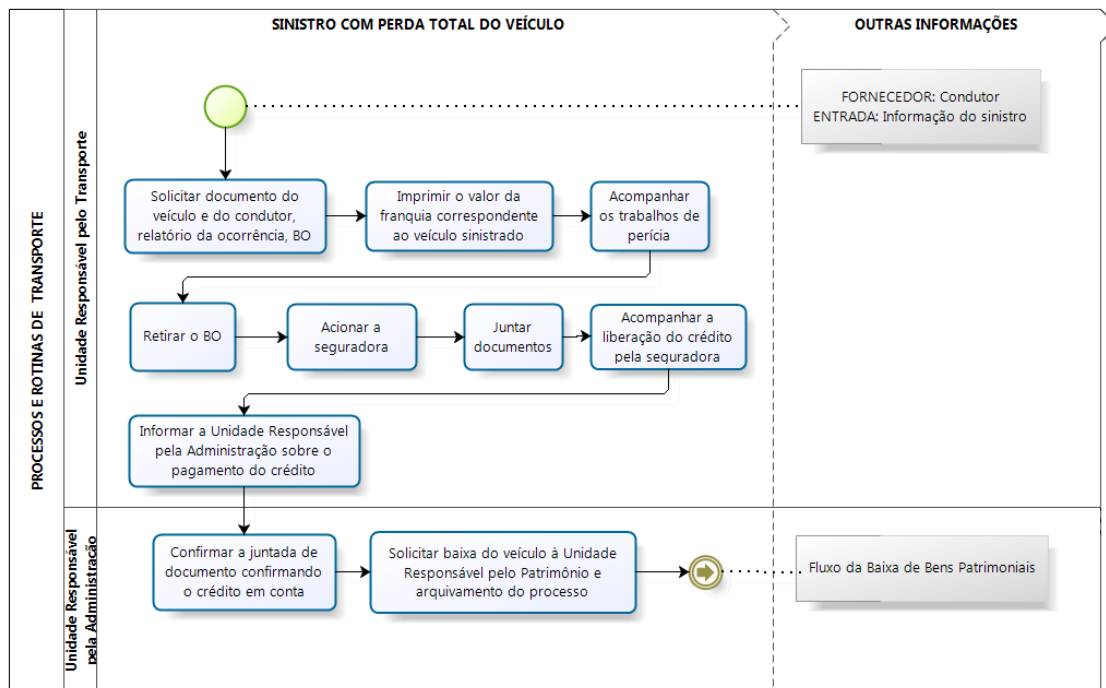 SINISTRO COM PERDA TOTAL DO VEÍCULO
OUTRAS INFORMAÇÕES
PROCESSOS E ROTINAS DE TRANSPORTE
Unidade Responsável pelo Transporte
FORNECEDOR: Condutor
ENTRADA: Informação do sinistro
Solicitar documento do
veículo e do condutor,
relatório da ocorrência, BO
Imprimir o valor da
franquia correspondente
ao veículo sinistrado
Acompanhar
os trabalhos de
perícia
Retirar o BO
Acionar a
seguradora
Juntar
documentos
Acompanhar a
liberação do crédito
pela seguradora
Informar a Unidade Responsável
pela Administração sobre o
pagamento do crédito
Unidade Responsável
pela Administração
Confirmar a juntada de
documento confirmando
o crédito em conta
Solicitar baixa do veículo à Unidade
Responsável pelo Patrimônio e
arquivamento do processo
Fluxo da Baixa de Bens Patrimoniais